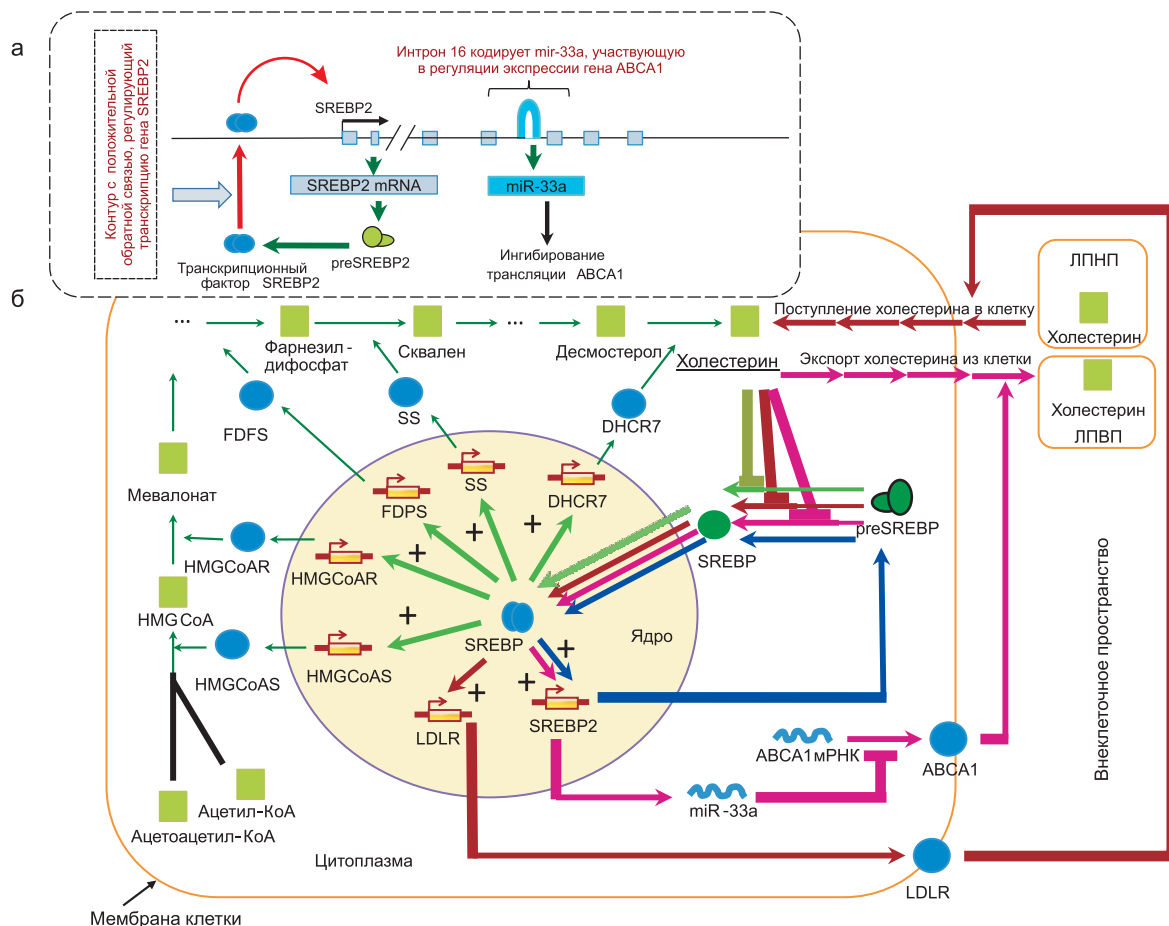 а
Контур с положительной
обратной связью, регулирующий
транскрипцию гена SREBP2
Интрон 16 кодирует mir-33a, участвующую
в регуляции экспрессии гена ABCA1
SREBP2
SREBP2 mRNA
miR-33a
preSREBP2
Транскрипционный
фактор SREBP2
Ингибирование
трансляции ABCA1
б
...
Фарнезил-
дифосфат
Сквален
...
Десмостерол
Холестерин
Поступление холестерина в клетку
Экспорт холестерина из клетки
ЛПНП
Холестерин
Холестерин
ЛПВП
FDFS
SS
DHCR7
Мевалонат
HMGCoAR
HMG CoA
HMGCoAS
FDPS
SS
DHCR7
HMGCoAR
HMGCoAS
+
+
+
+
+
+
+
SREBP
Ядро
LDLR
SREBP2
SREBP
preSREBP
ABCA1мРНК
ABCA1
miR-33a
LDLR
Ацетил-КоА
Ацетоацетил-КоА
Цитоплазма
Мембрана клетки
Внеклеточное пространство